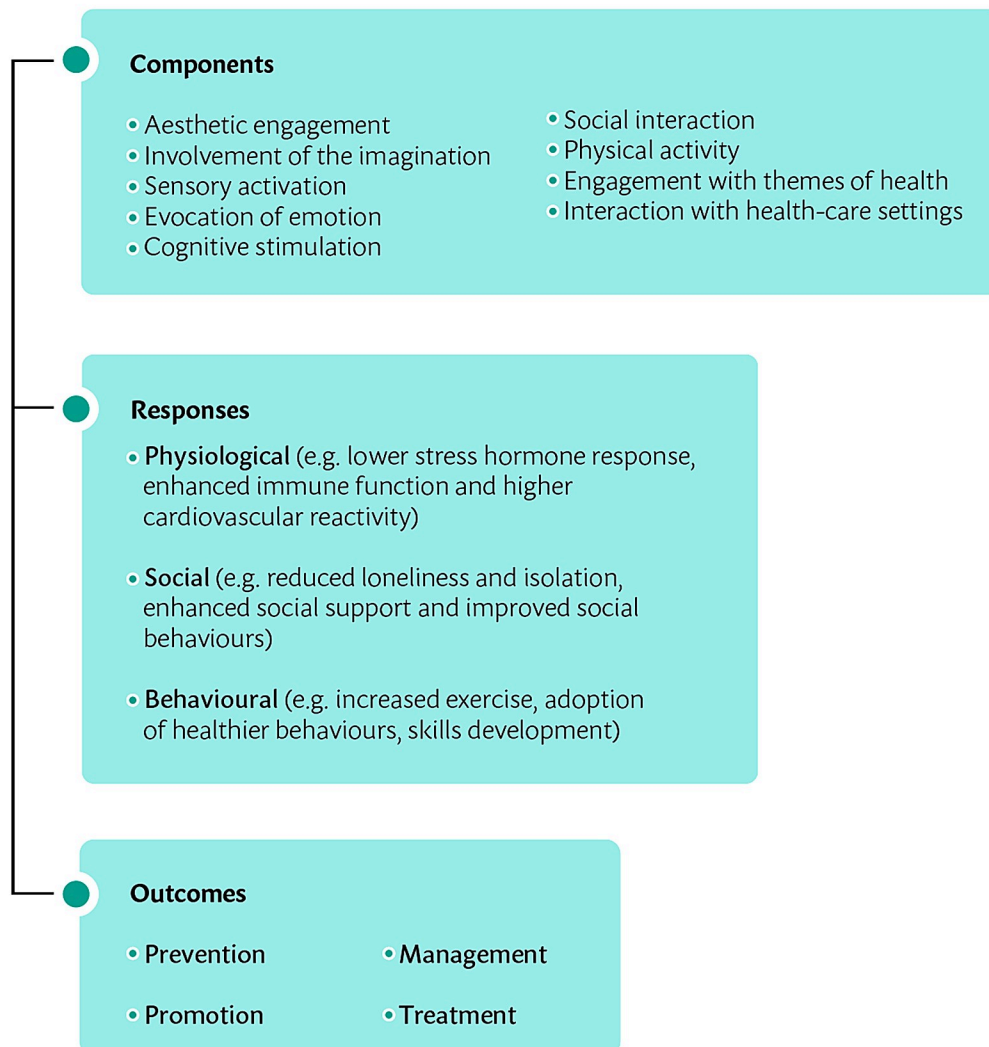 Components
Aesthetic engagement
Involvement of the imagination
Sensory activation
Evocation of emotion
Cognitive stimulation
Social interaction
Physical activity
Engagement with themes of health
Interaction with health-care settings
Responses
Physiological (e.g. lower stress hormone response,
enhanced immune function and higher
cardiovascular reactivity)
Social (e.g. reduced loneliness and isolation,
enhanced social support and improved social
behaviours)
Behavioural (e.g. increased exercise, adoption
of healthier behaviours, skills development)
Outcomes
Prevention
Promotion
Management
Treatment